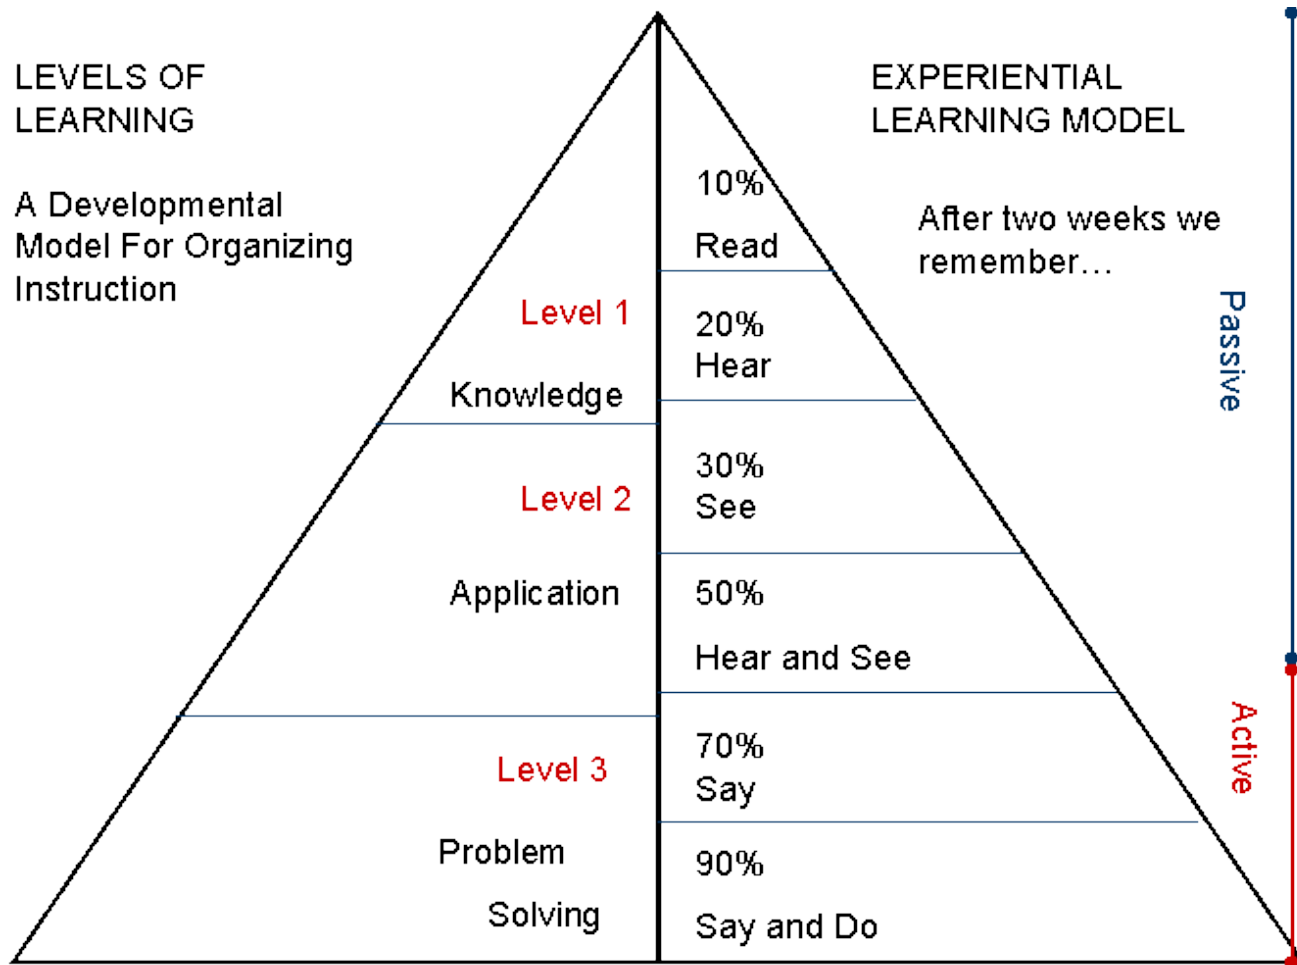 LEVELS OF
LEARNING
A Developmental
Model For Organizing
Instruction
Level 1
Knowledge
Level 2
Application
Level 3
Problem
Solving
10%
Read
20%
Hear
30%
See
50%
Hear and See
70%
Say
90%
Say and Do
EXPERIENTIAL
LEARNING MODEL
After two weeks we
remember...
Passive
Active